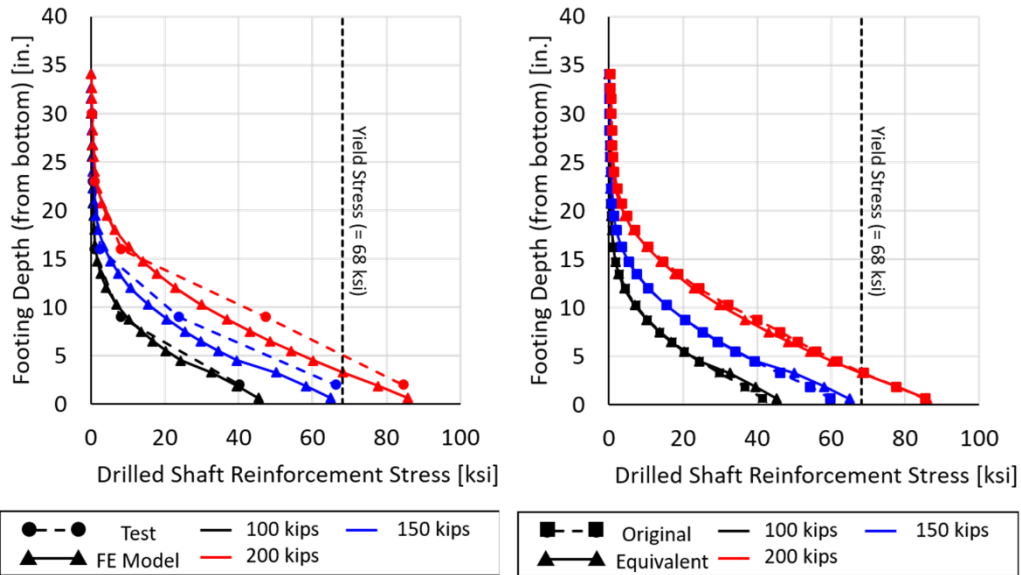 Footing Depth (from bottom) [in.]
40
35
30
25
20
15
10
5
0
Yield Stress (= 68 ksi)
0 20 40 60 80 100
Drilled Shaft Reinforcement Stress [ksi]
Test
FE Model
100 kips
150 kips
200 kips
Footing Depth (from bottom) [in.]
40
35
30
25
20
15
10
5
0
Yield Stress (= 68 ksi)
0 20 40 60 80 100
Drilled Shaft Reinforcement Stress [ksi]
Original
Equivalent
100 kips
150 kips
200 kips